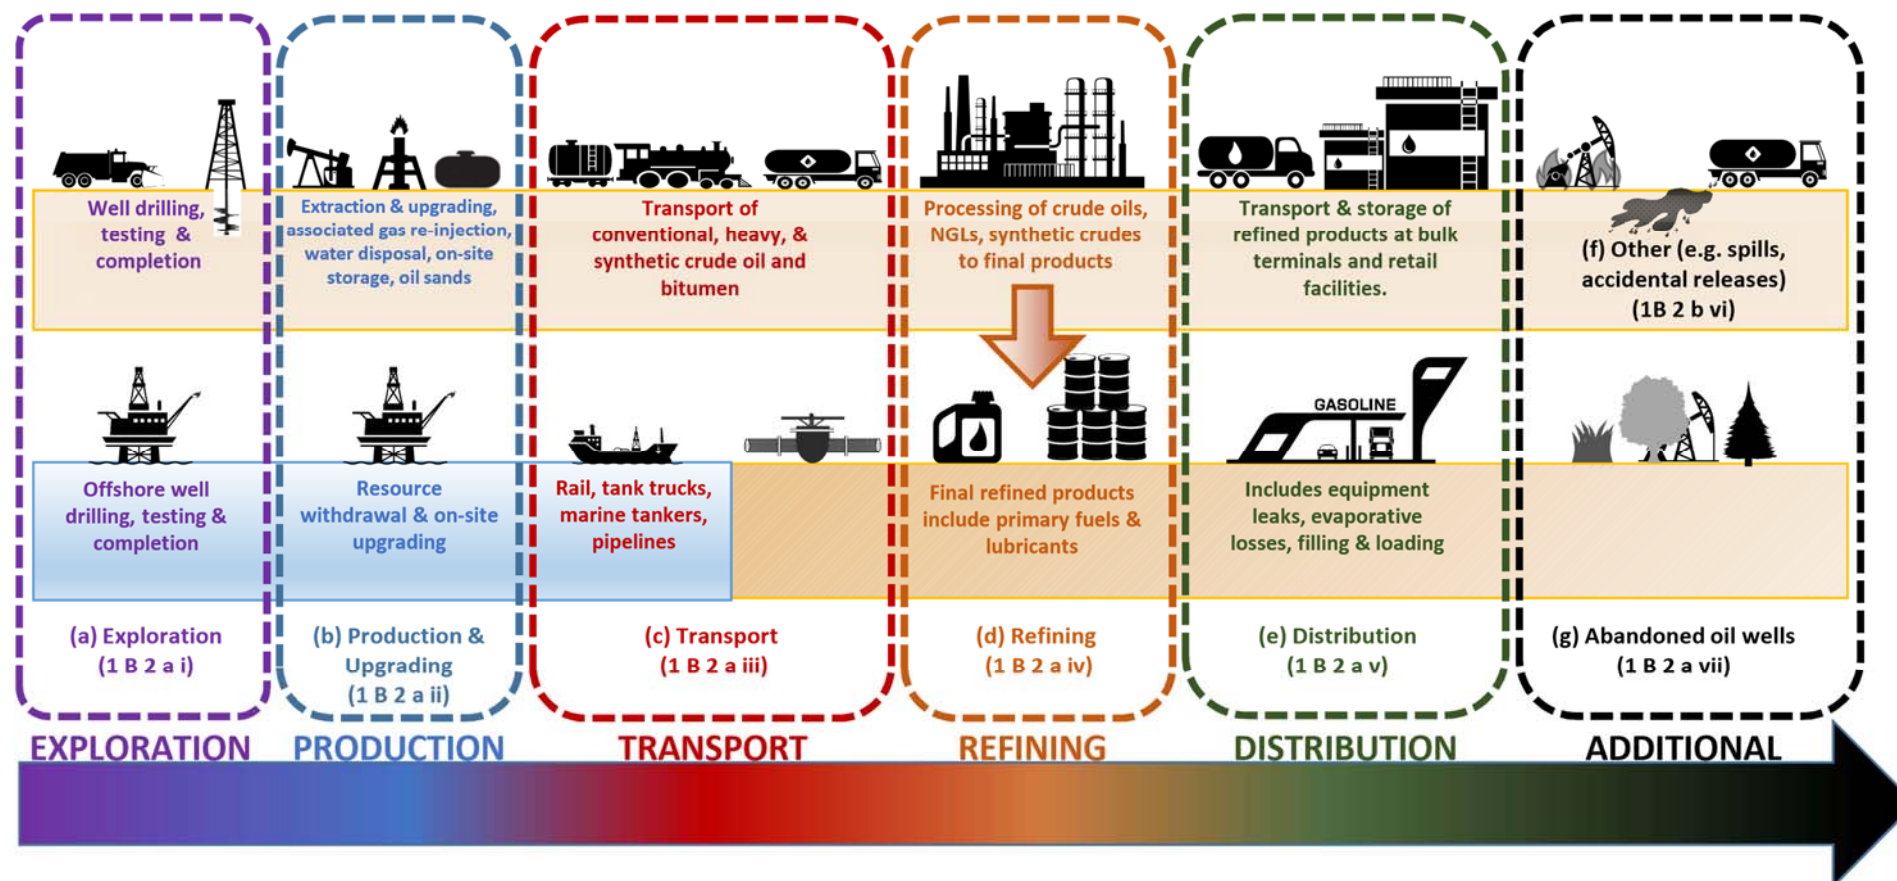 Well drilling,
testing &
completion
Extraction & upgrading,
associated gas re-injection,
water disposal, on-site
storage, oil sands
Transport of
conventional, heavy, &
synthetic crude oil and
bitumen
Processing of crude oils,
NGLs, synthetic crudes
to final products
Transport & storage of
refined products at bulk
terminals and retail
facilities.
(f) Other (e.g. spills,
accidental releases)
(1B 2 b vi)
GASOLINE
Offshore well
drilling, testing &
completion
Resource
withdrawal & on-site
upgrading
Rail, tank trucks,
marine tankers,
pipelines
Final refined products
include primary fuels &
lubricants
Includes equipment
leaks, evaporative
losses, filling & loading
(a) Exploration
(1 B 2 a i)
(b) Production &
Upgrading
(1 B 2 a ii)
(c) Transport
(1 B 2 a iii)
(d) Refining
(1 B 2 a iv)
(e) Distribution
(1 B 2 a v)
(g) Abandoned oil wells
(1 B 2 a vii)
EXPLORATION
PRODUCTION
TRANSPORT
REFINING
DISTRIBUTION
ADDITIONAL